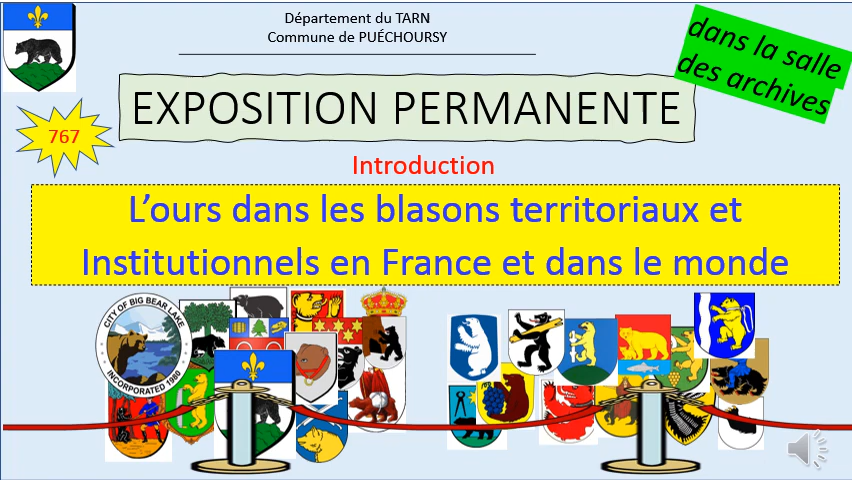 Département du TARN
Commune de PUÉCHOURSY
dans la salle
des archives
EXPOSITION PERMANENTE
767
Introduction
L'ours dans les blasons territoriaux et
Institutionnels en France et dans le monde
CITY OF BIG BEAR LAKE
INCORPORATED 1980